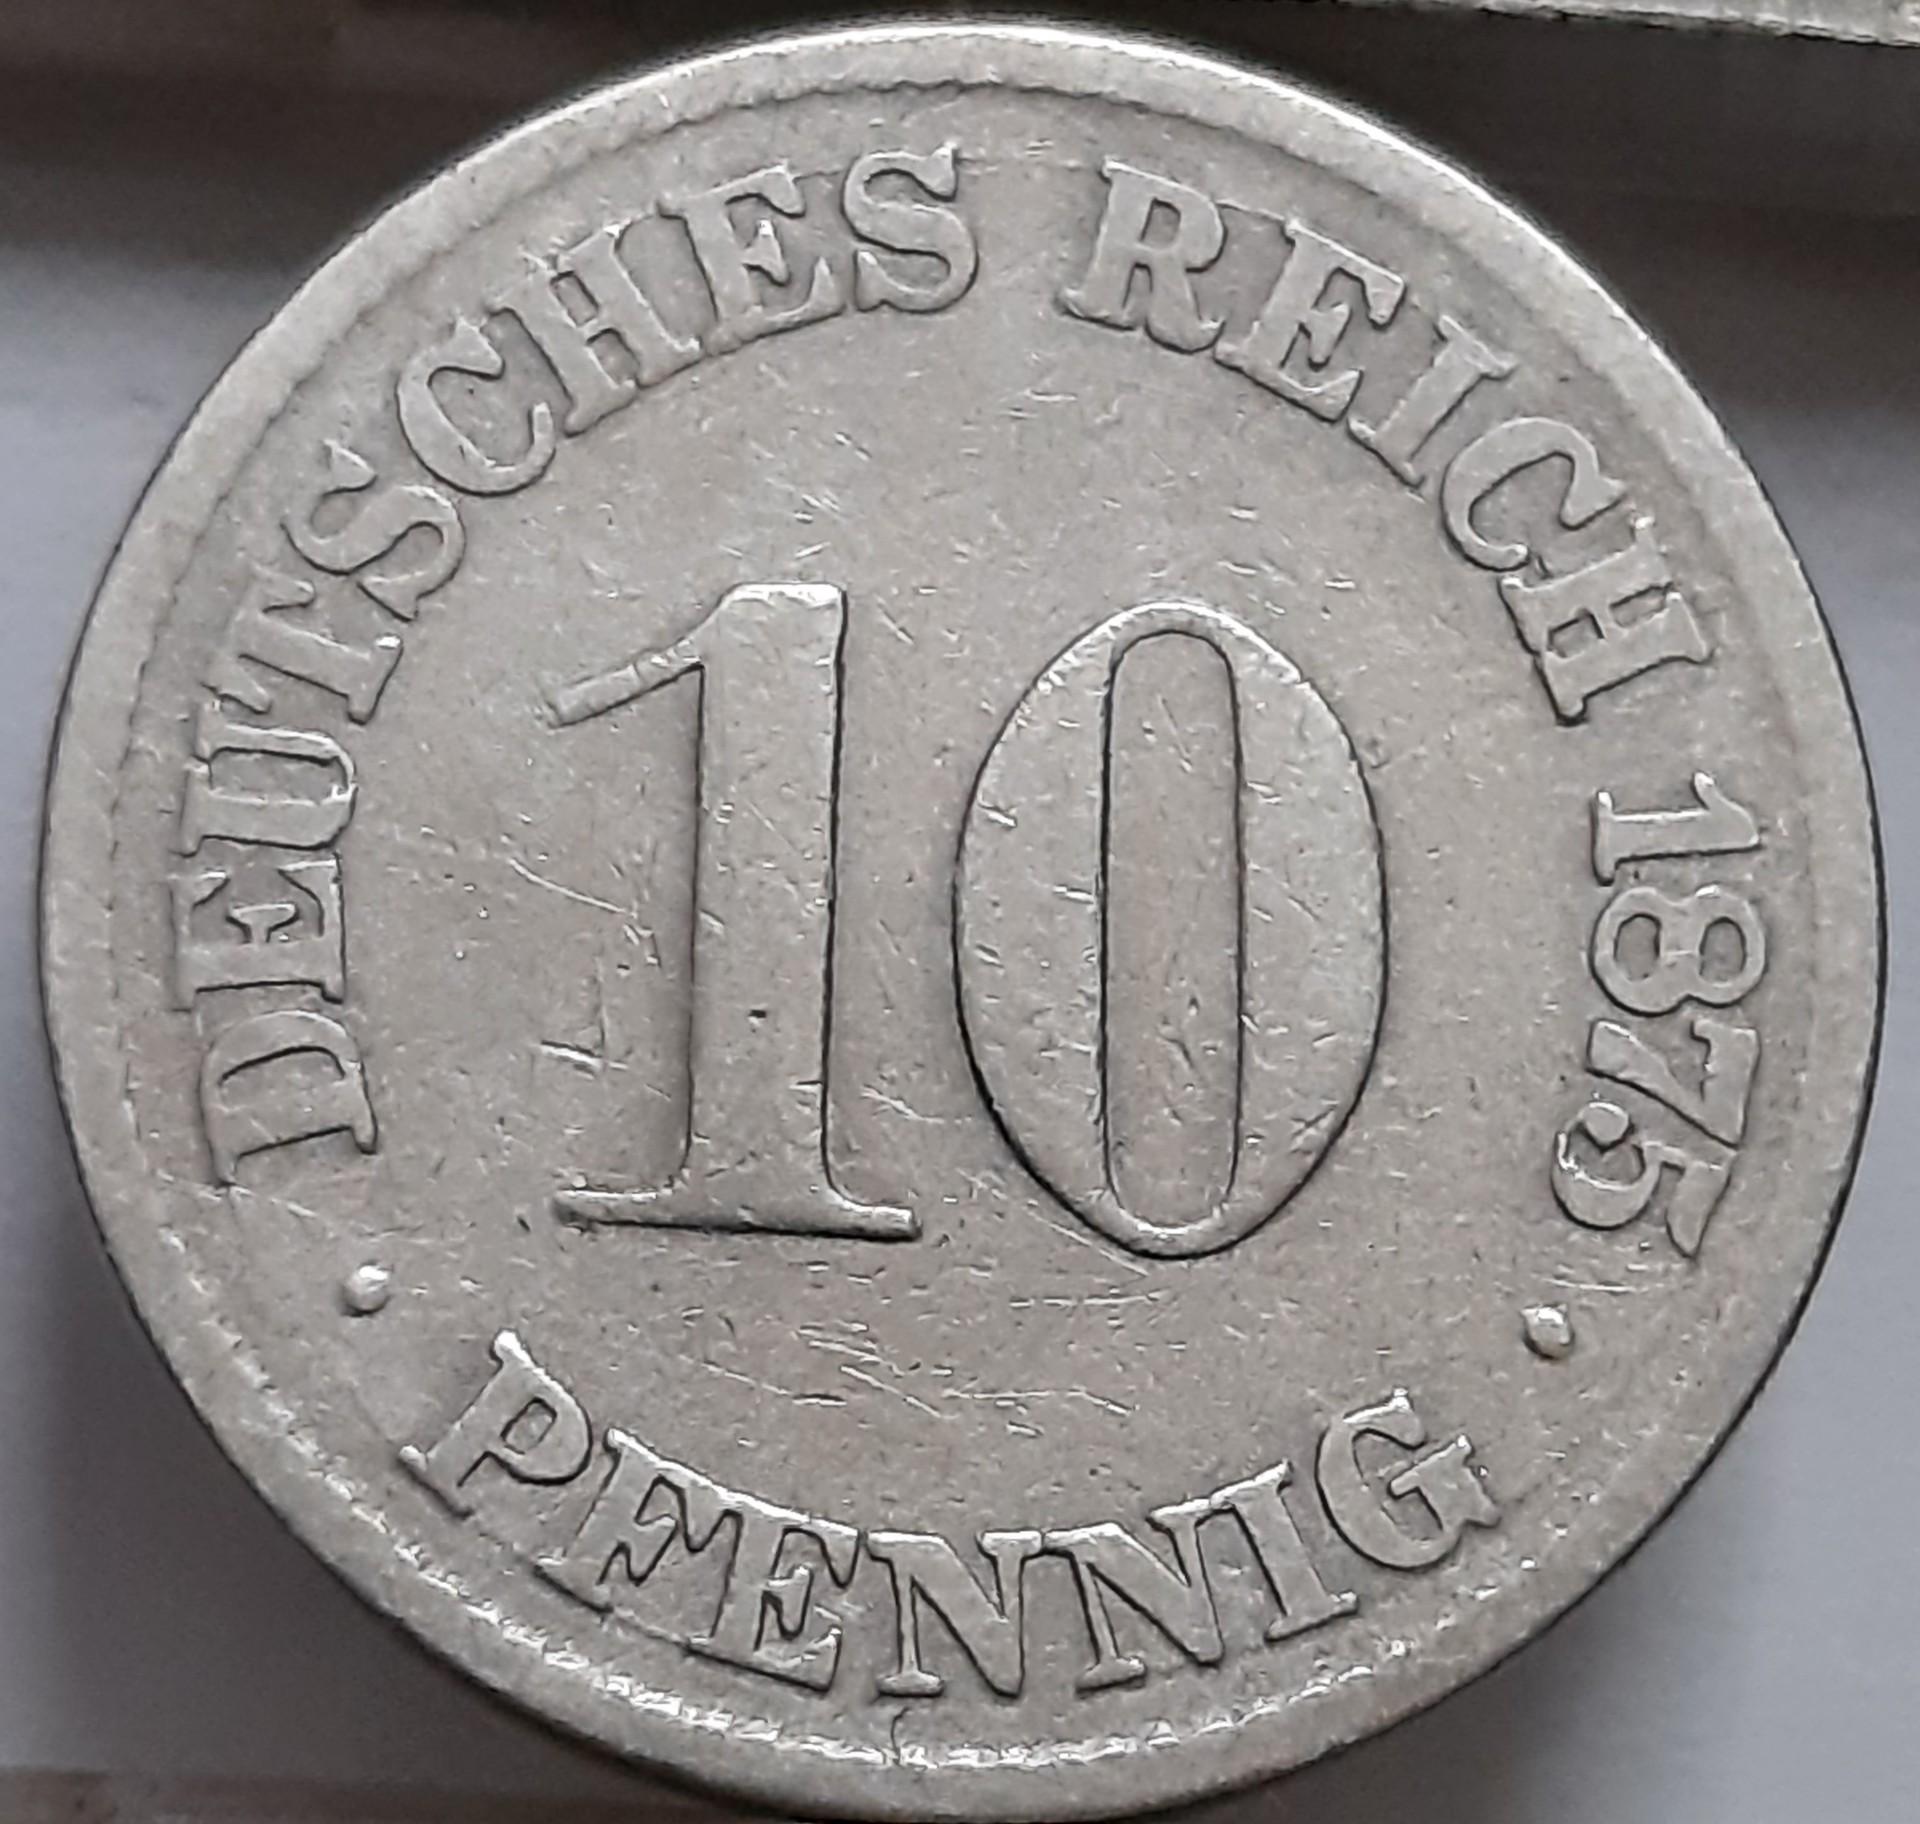 DEUTSCHES REICH 1875
10
• PFENNIG •